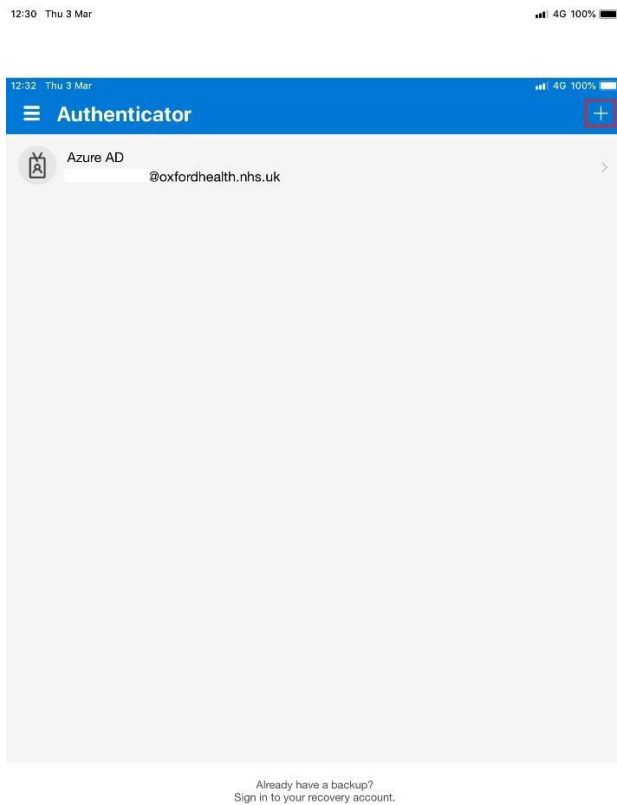 12:30 Thu 3 Mar 4G 100%
12:32 Thu 3 Mar 4G 100%
Authenticator
Azure AD
@oxfordhealth.nhs.uk
Already have a backup?
Sign in to your recovery account.